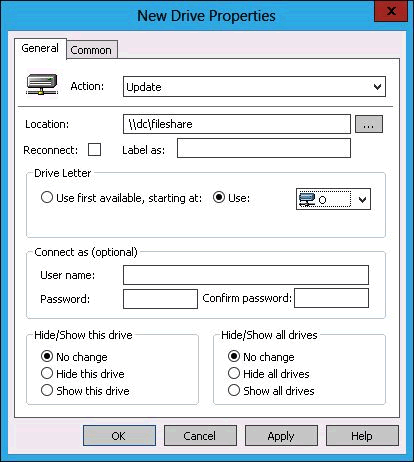 New Drive Properties
X
General Common
Action: Update
Location: \\dc\fileshare ...
Reconnect: Label as:
Drive Letter
Use first available, starting at: Use: O
Connect as (optional)
User name:
Password: Confirm password:
Hide/Show this drive Hide/Show all drives
No change No change
Hide this drive Hide all drives
Show this drive Show all drives
OK Cancel Apply Help